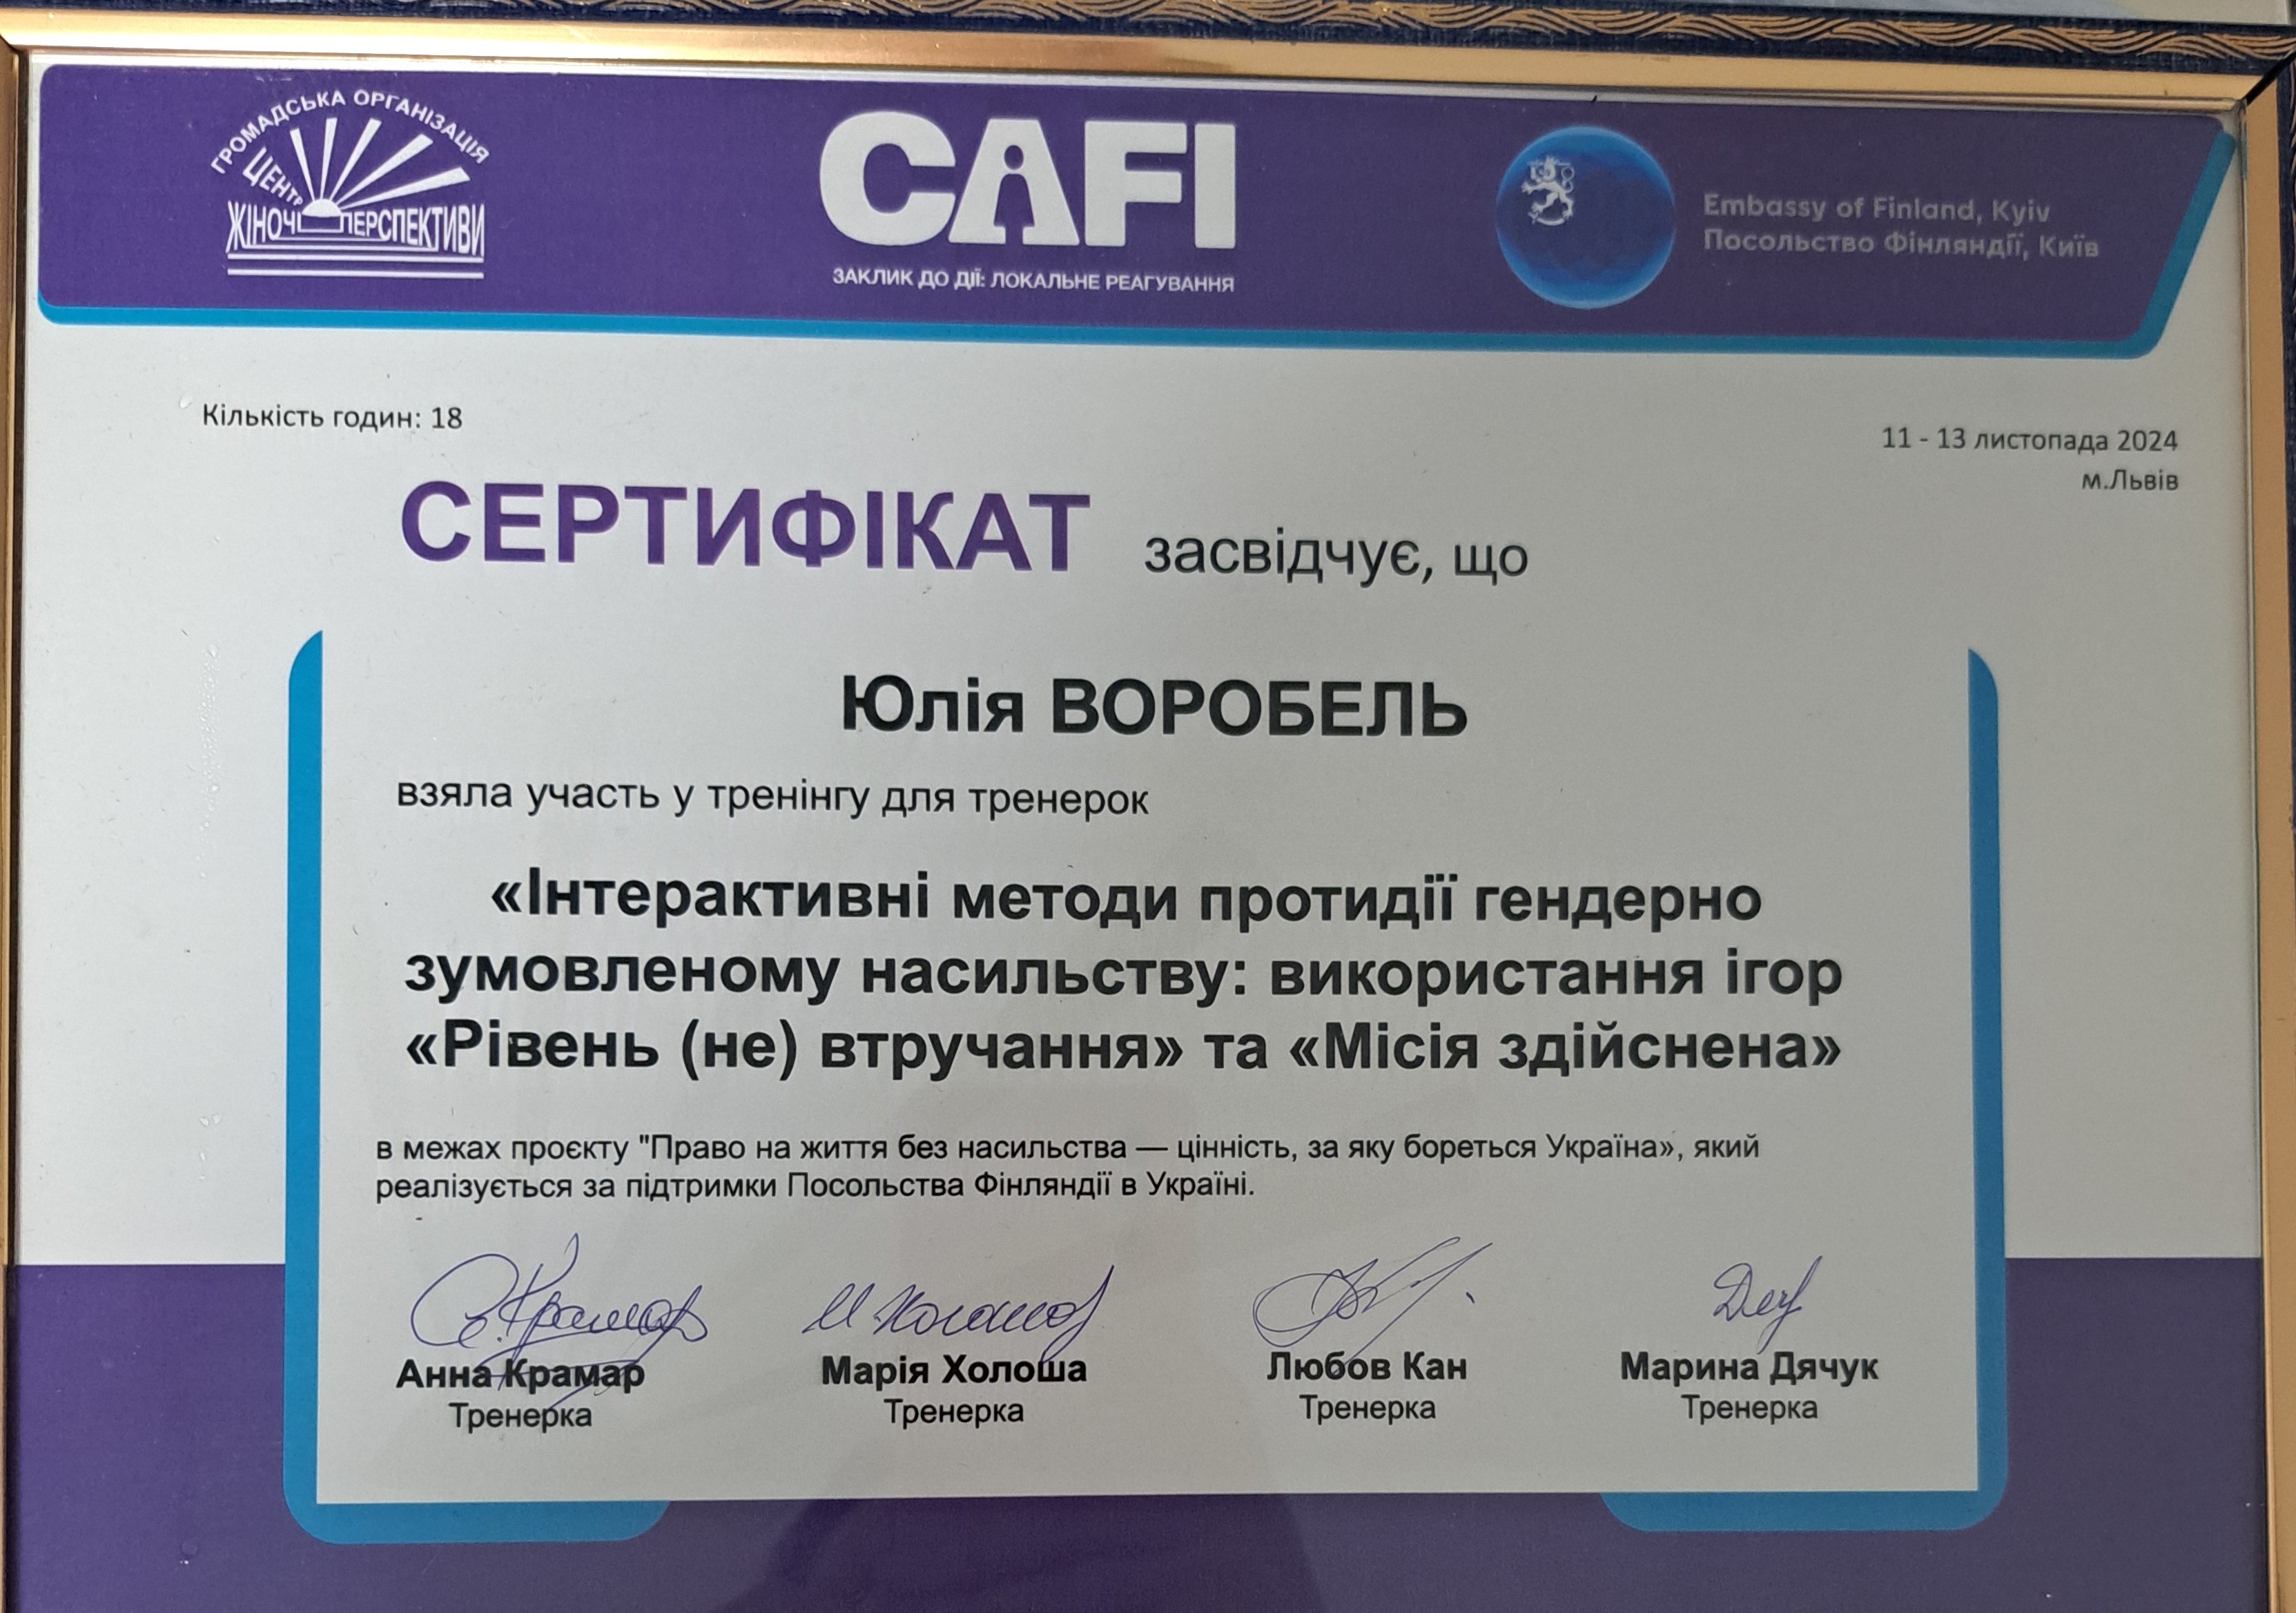 ГРОМАДСЬКА ОРГАНІЗАЦІЯ
ЦЕНТР
ЖІНОЧІ ПЕРСПЕКТИВИ
CAFI
ЗАКЛИК ДО ДІЇ: ЛОКАЛЬНЕ РЕАГУВАННЯ
Embassy of Finland, Kyiv
Посольство Фінляндії, Київ
Кількість годин: 18
11 - 13 листопада 2024
м.Львів
СЕРТИФІКАТ засвідчує, що
Юлія ВОРОБЕЛЬ
взяла участь у тренінгу для тренерок
«Інтерактивні методи протидії гендерно
зумовленому насильству: використання ігор
«Рівень (не) втручання» та «Місія здійснена»
в межах проєкту "Право на життя без насильства — цінність, за яку бореться Україна», який
реалізується за підтримки Посольства Фінляндії в Україні.
Анна Крамар
Тренерка
Марія Холоша
Тренерка
Любов Кан
Тренерка
Марина Дячук
Тренерка